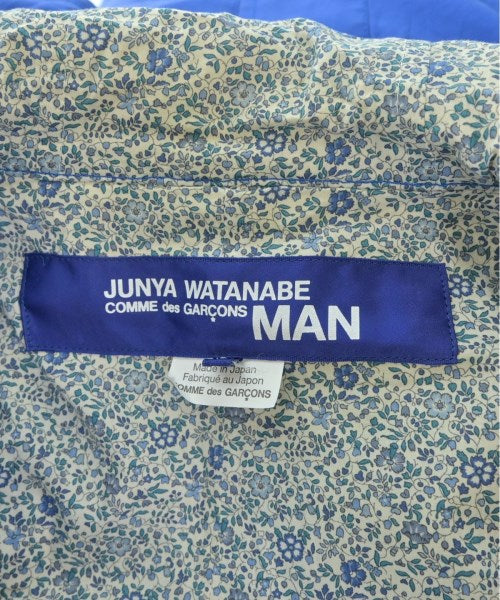 JUNYA WATANABE
COMME des GARÇONS MAN
Made in Japan
Fabriqué au Japon
COMME des GARÇONS